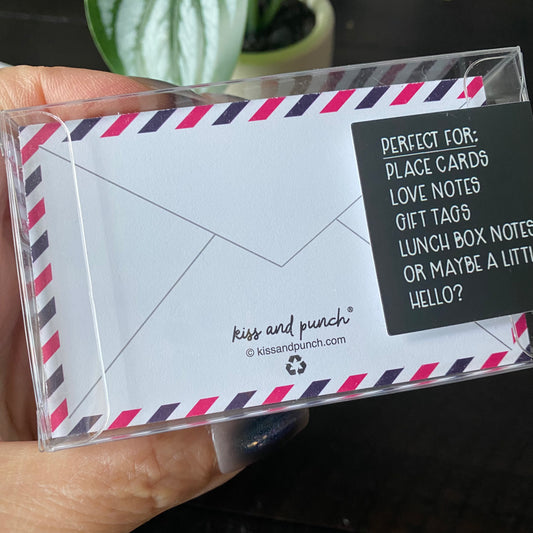 PERFECT FOR:
PLACE CARDS
LOVE NOTES
GIFT TAGS
LUNCH BOX NOTES
OR MAYBE A LITTL
HELLO?
kiss and punch®
© kissandpunch.com